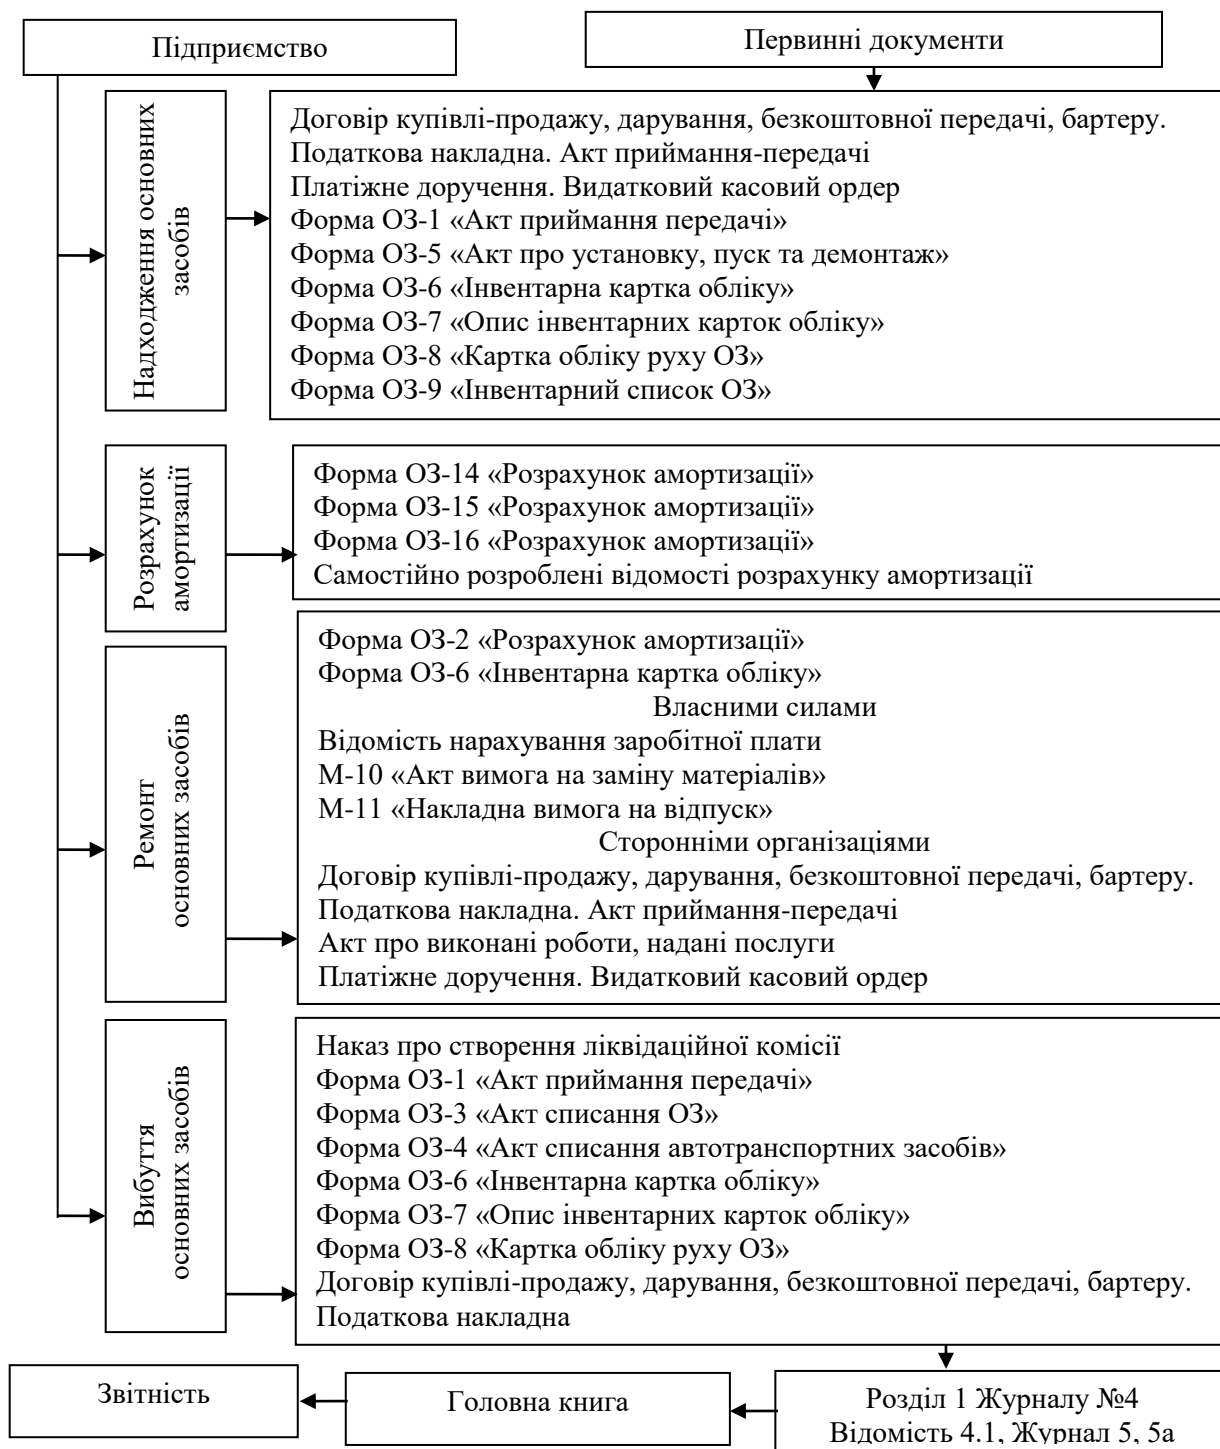 Підприємство
Первинні документи
Надходження основних
засобів
Договір купівлі-продажу, дарування, безкоштовної передачі, бартеру.
Податкова накладна. Акт приймання-передачі
Платіжне доручення. Видатковий касовий ордер
Форма ОЗ-1 «Акт приймання передачі»
Форма ОЗ-5 «Акт про установку, пуск та демонтаж»
Форма ОЗ-6 «Інвентарна картка обліку»
Форма ОЗ-7 «Опис інвентарних карток обліку»
Форма ОЗ-8 «Картка обліку руху ОЗ»
Форма ОЗ-9 «Інвентарний список ОЗ»
Розрахунок
амортизації
Форма ОЗ-14 «Розрахунок амортизації»
Форма ОЗ-15 «Розрахунок амортизації»
Форма ОЗ-16 «Розрахунок амортизації»
Самостійно розроблені відомості розрахунку амортизації
Ремонт
основних засобів
Форма ОЗ-2 «Розрахунок амортизації»
Форма ОЗ-6 «Інвентарна картка обліку»
Власними силами
Відомість нарахування заробітної плати
М-10 «Акт вимога на заміну матеріалів»
М-11 «Накладна вимога на відпуск»
Сторонніми організаціями
Договір купівлі-продажу, дарування, безкоштовної передачі, бартеру.
Податкова накладна. Акт приймання-передачі
Акт про виконані роботи, надані послуги
Платіжне доручення. Видатковий касовий ордер
Вибуття
основних засобів
Наказ про створення ліквідаційної комісії
Форма ОЗ-1 «Акт приймання передачі»
Форма ОЗ-3 «Акт списання ОЗ»
Форма ОЗ-4 «Акт списання автотранспортних засобів»
Форма ОЗ-6 «Інвентарна картка обліку»
Форма ОЗ-7 «Опис інвентарних карток обліку»
Форма ОЗ-8 «Картка обліку руху ОЗ»
Договір купівлі-продажу, дарування, безкоштовної передачі, бартеру.
Податкова накладна
Звітність
Головна книга
Розділ 1 Журналу №4
Відомість 4.1, Журнал 5, 5а